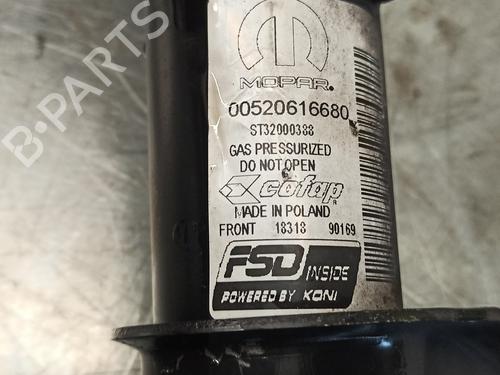 MOPAR.
00520616680
ST32000388
GAS PRESSURIZED
DO NOT OPEN
cofap
MADE IN POLAND
FRONT 18318 90169
FSD INSIDE
POWERED BY KONI
B-PARTS